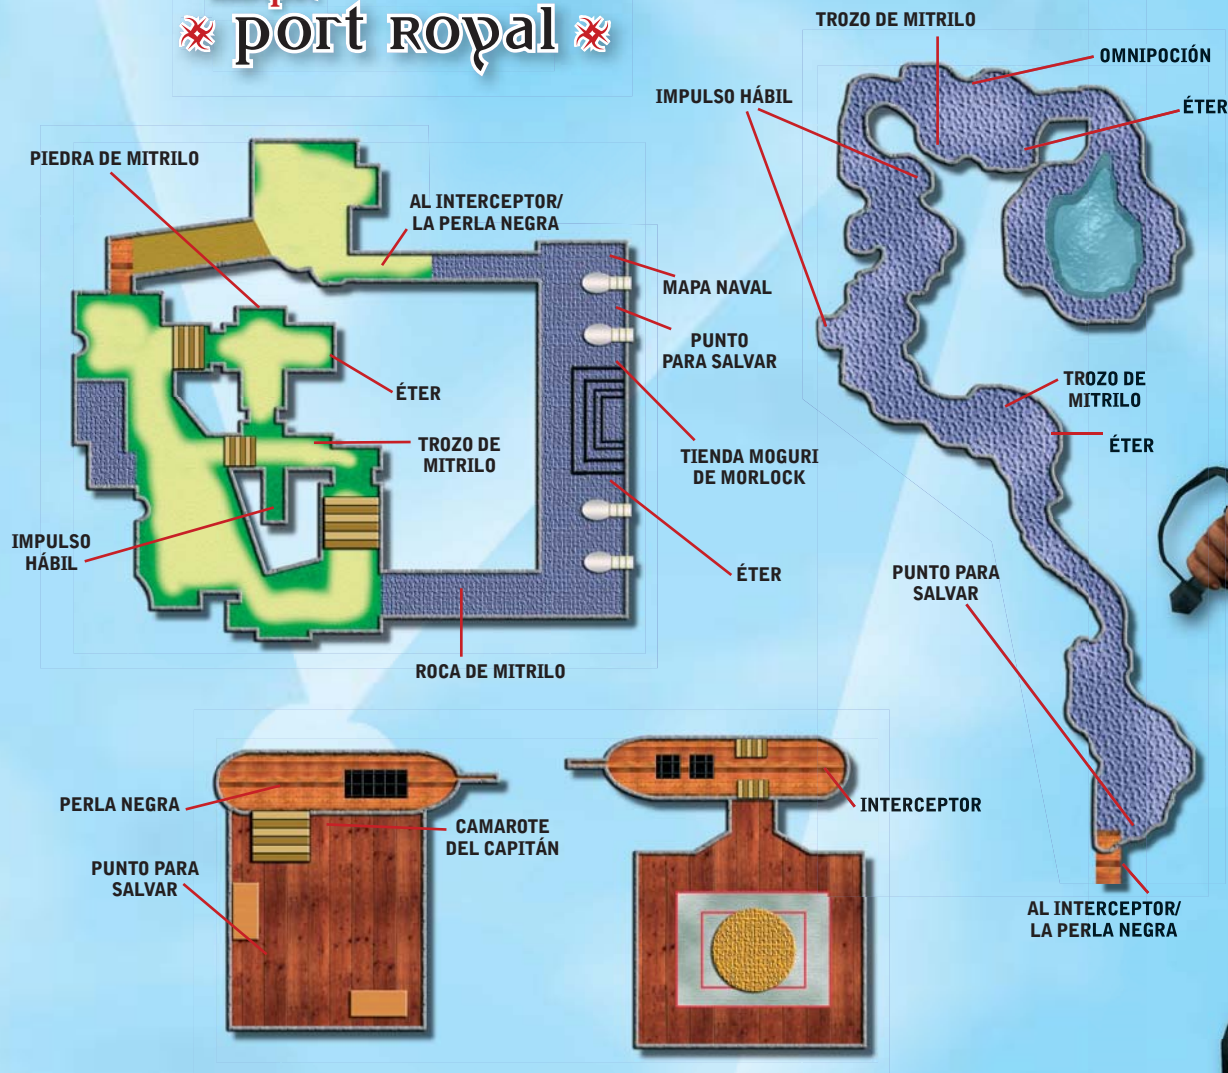 port Royal
PIEDRA DE MITRILO
AL INTERCEPTOR/
LA PERLA NEGRA
MAPA NAVAL
PUNTO
PARA SALVAR
ÉTER
TROZO DE
MITRILO
TIENDA MOGURI
DE MORLOCK
IMPULSO
HÁBIL
ÉTER
ROCA DE MITRILO
TROZO DE MITRILO
OMNIPOCIÓN
IMPULSO HÁBIL
ÉTER
TROZO DE
MITRILO
ÉTER
PUNTO PARA
SALVAR
AL INTERCEPTOR/
LA PERLA NEGRA
PERLA NEGRA
CAMAROTE
DEL CAPITÁN
PUNTO PARA
SALVAR
INTERCEPTOR